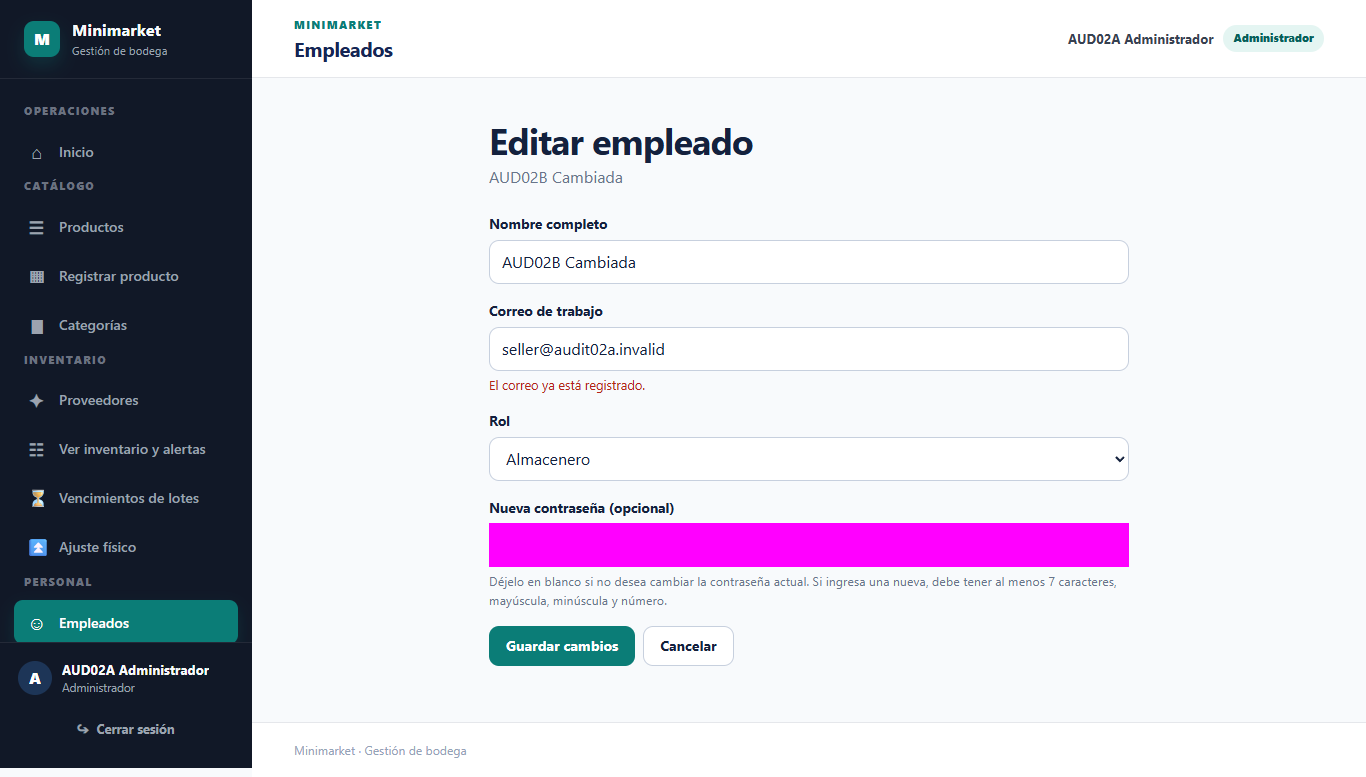 M
Minimarket
Gestión de bodega
OPERACIONES
Inicio
CATÁLOGO
Productos
Registrar producto
Categorías
INVENTARIO
Proveedores
Ver inventario y alertas
Vencimientos de lotes
Ajuste físico
PERSONAL
Empleados
A
AUD02A Administrador
Administrador
Cerrar sesión
MINIMARKET
Empleados
AUD02A Administrador
Administrador
Editar empleado
AUD02B Cambiada
Nombre completo
AUD02B Cambiada
Correo de trabajo
seller@audit02a.invalid
El correo ya está registrado.
Rol
Almacenero
Nueva contraseña (opcional)
Déjelo en blanco si no desea cambiar la contraseña actual. Si ingresa una nueva, debe tener al menos 7 caracteres,
mayúscula, minúscula y número.
Guardar cambios
Cancelar
Minimarket · Gestión de bodega